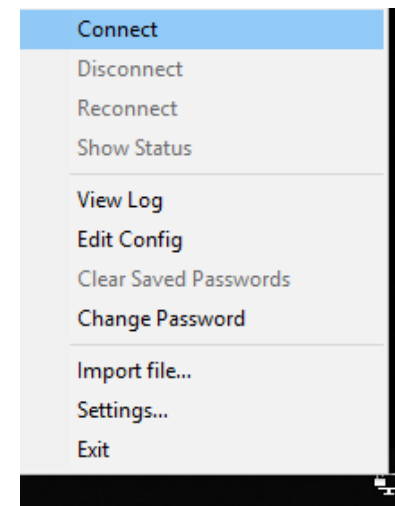 Connect
Disconnect
Reconnect
Show Status
View Log
Edit Config
Clear Saved Passwords
Change Password
Import file...
Settings...
Exit